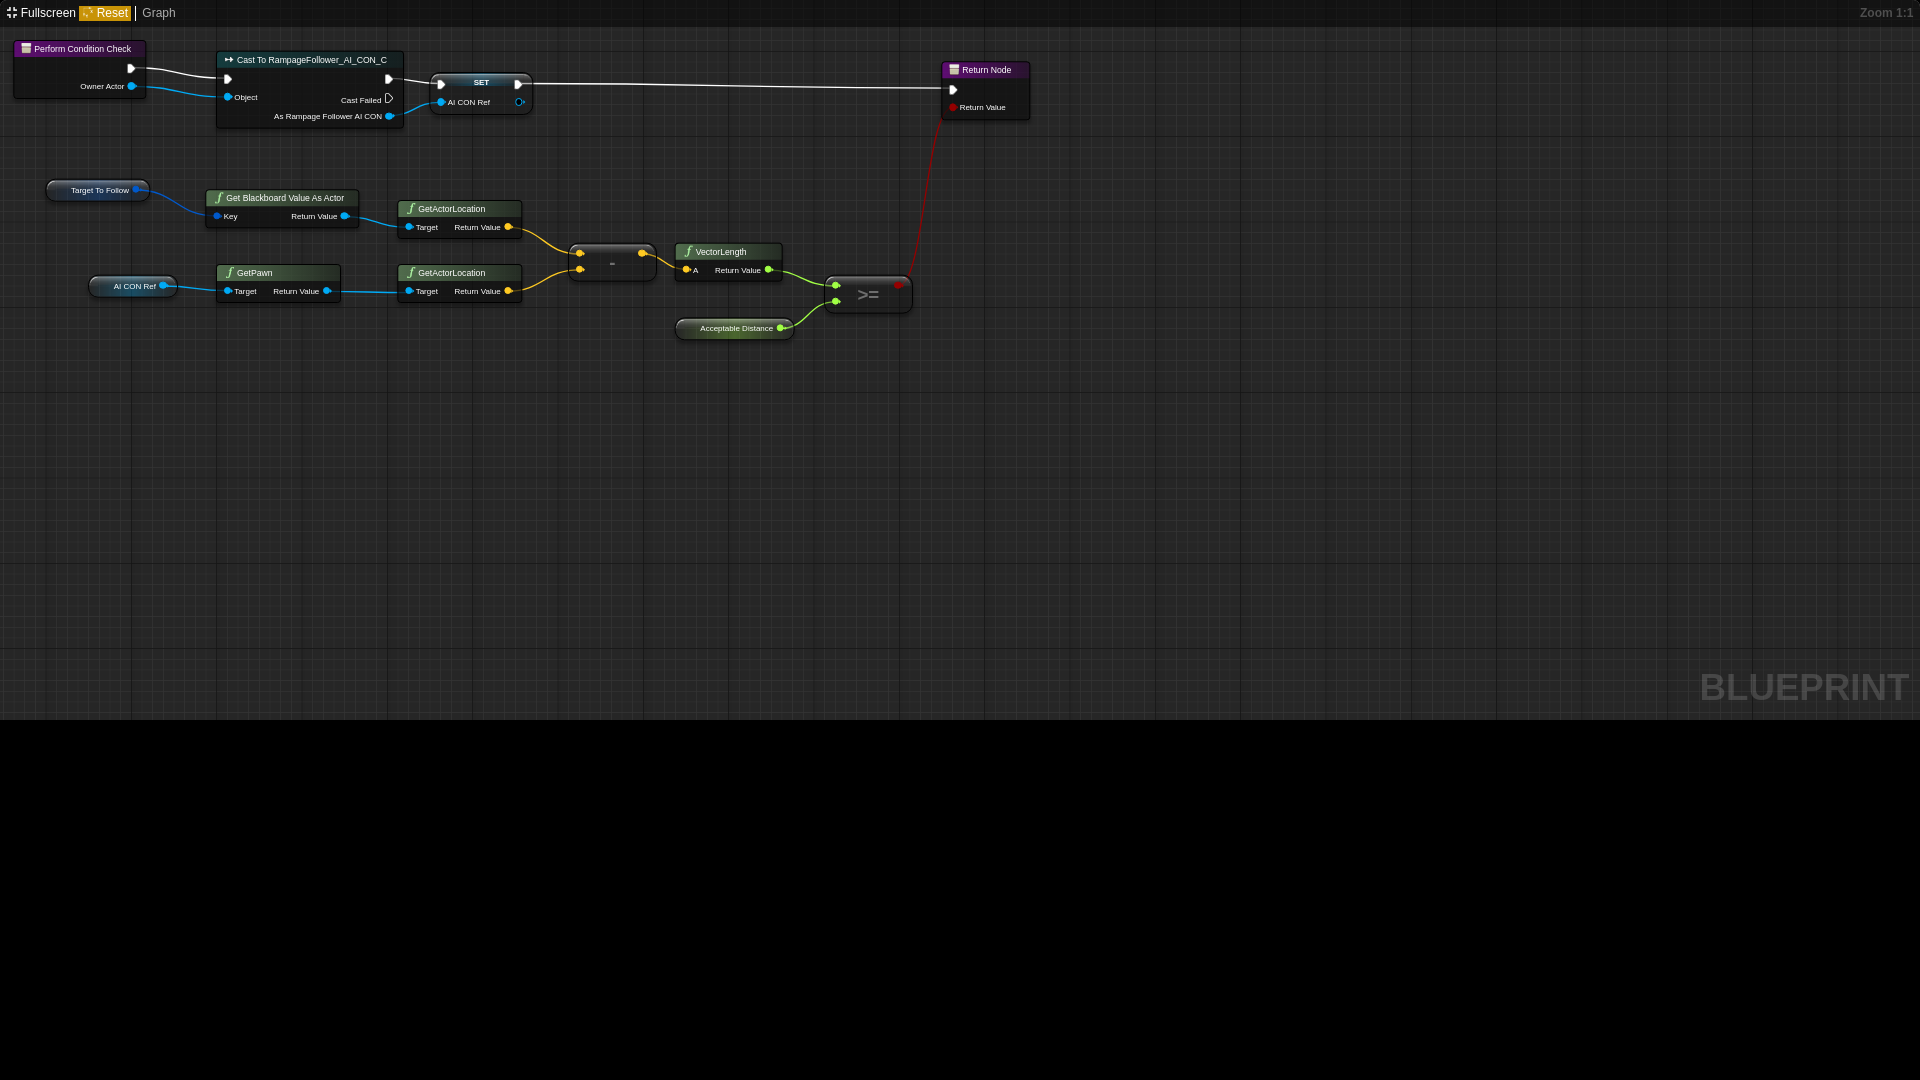 Fullscreen Reset Graph Zoom 1:1
Perform Condition Check
Owner Actor
Cast To RampageFollower_AI_CON_C
Object
Cast Failed
As Rampage Follower AI CON
SET
AI CON Ref
Return Node
Return Value
Target To Follow
Get Blackboard Value As Actor
Key Return Value
GetActorLocation
Target Return Value
AI CON Ref
GetPawn
Target Return Value
GetActorLocation
Target Return Value
-
VectorLength
A Return Value
Acceptable Distance
>=
BLUEPRINT